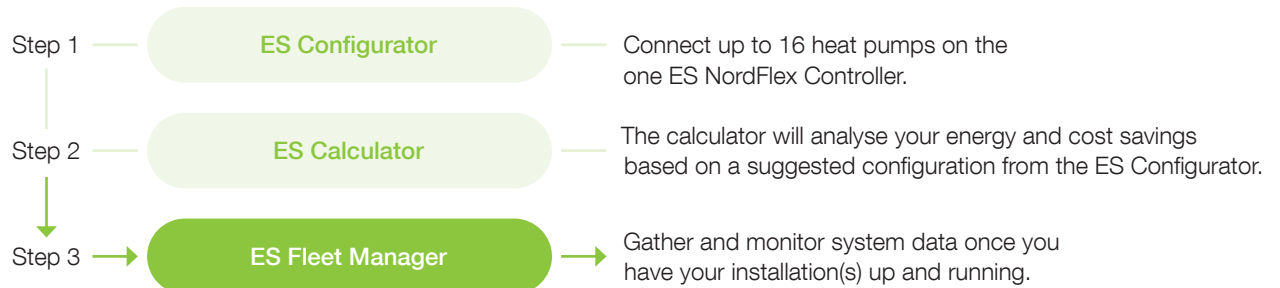 Step 1
ES Configurator
Connect up to 16 heat pumps on the
one ES NordFlex Controller.
Step 2
ES Calculator
The calculator will analyse your energy and cost savings
based on a suggested configuration from the ES Configurator.
Step 3
ES Fleet Manager
Gather and monitor system data once you
have your installation(s) up and running.